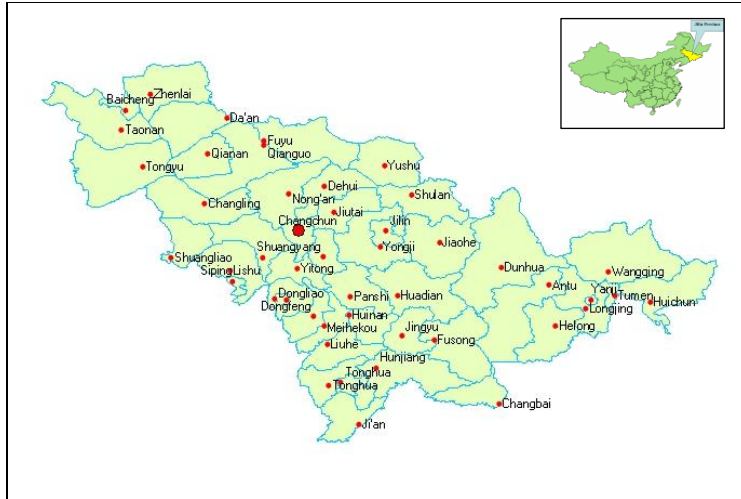 Jilin Province
Zhenlai
Baicheng
Da'an
Taonan
Fuyu
Qianguo
Qianan
Tongyu
Yushu
Dehui
Nong'an
Shulan
Changling
Jiutai
Changchun
Jilin
Yongji
Jiaohe
Shuangliao
Shuangyang
Siping
Lishu
Yitong
Dunhua
Wangqing
Antu
Yanji
Tumen
Huichun
Longjing
Helong
Dongliao
Dongfeng
Panshi
Huadian
Huinan
Meihekou
Jingyu
Fusong
Liuhe
Hunjiang
Tonghua
Tonghua
Changbai
Ji'an